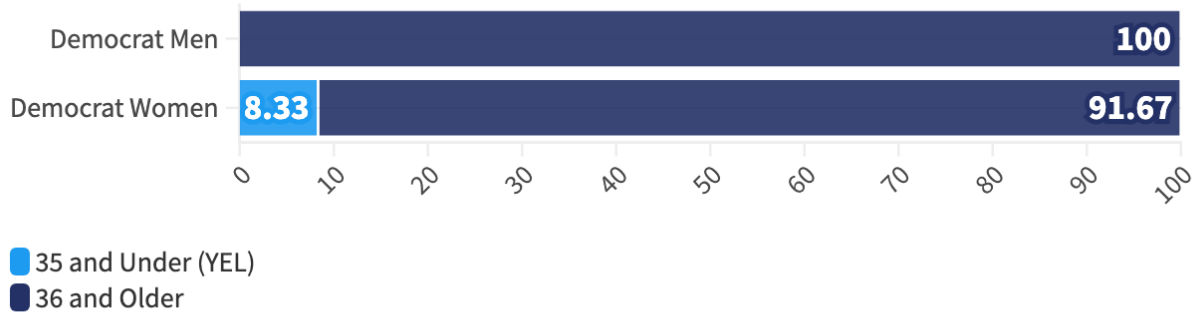 Democrat Men 100
Democrat Women 8.33 91.67
0 10 20 30 40 50 60 70 80 90 100
35 and Under (YEL)
36 and Older